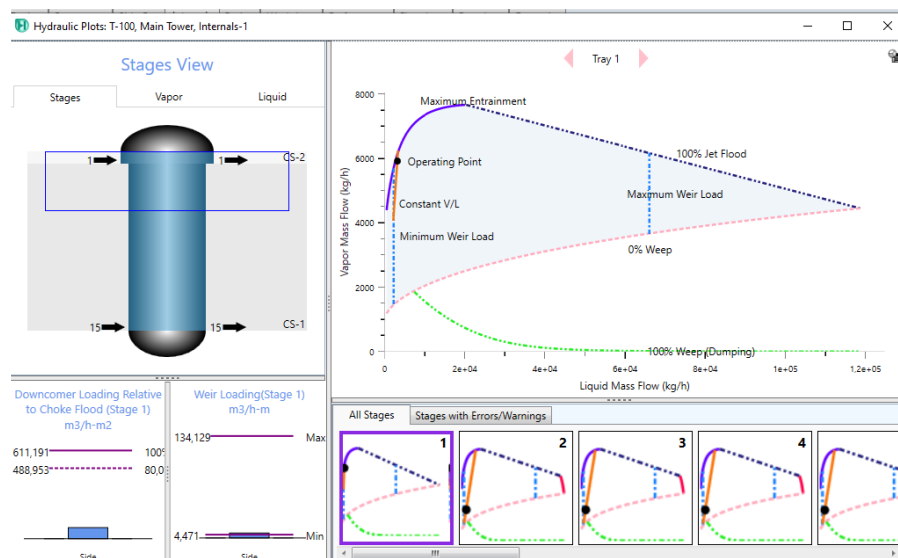 Hydraulic Plots: T-100, Main Tower, Internals-1
Stages View
Stages Vapor Liquid
1 1 CS-2
15 15 CS-1
Downcomer Loading Relative
to Choke Flood (Stage 1)
m3/h-m2
611,191 100%
488,953 80,0
Side
Weir Loading(Stage 1)
m3/h-m
134,129 Max
4,471 Min
Side
Tray 1
Vapor Mass Flow (kg/h)
8000
6000
4000
2000
0
Maximum Entrainment
100% Jet Flood
Operating Point
Constant V/L
Maximum Weir Load
Minimum Weir Load
0% Weep
100% Weep (Dumping)
0 2e+04 4e+04 6e+04 8e+04 1e+05 1.2e+05
Liquid Mass Flow (kg/h)
All Stages Stages with Errors/Warnings
1 2 3 4